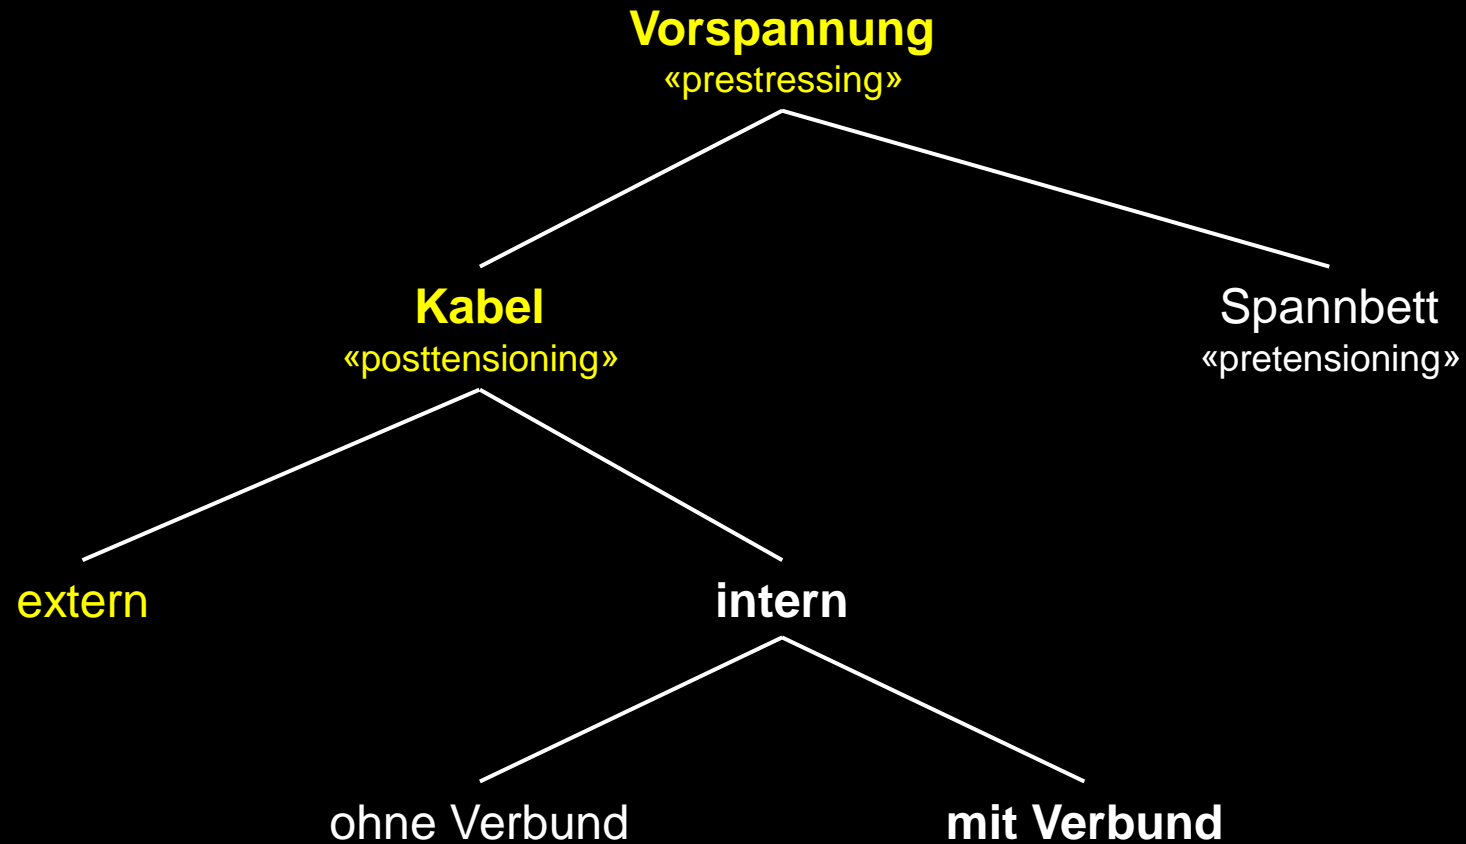 Vorspannung
«prestressing»
Kabel
«posttensioning»
Spannbett
«pretensioning»
extern
intern
ohne Verbund
mit Verbund